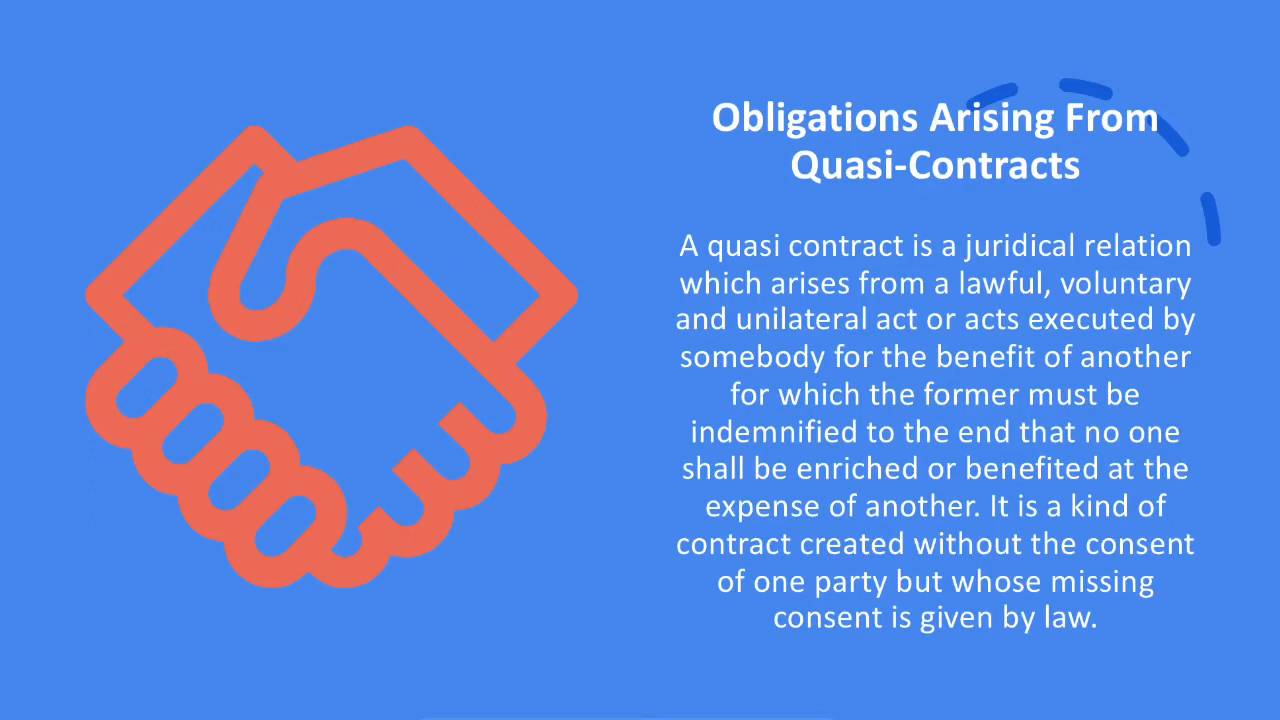 Obligations Arising From
Quasi-Contracts
A quasi contract is a juridical relation
which arises from a lawful, voluntary
and unilateral act or acts executed by
somebody for the benefit of another
for which the former must be
indemnified to the end that no one
shall be enriched or benefited at the
expense of another. It is a kind of
contract created without the consent
of one party but whose missing
consent is given by law.